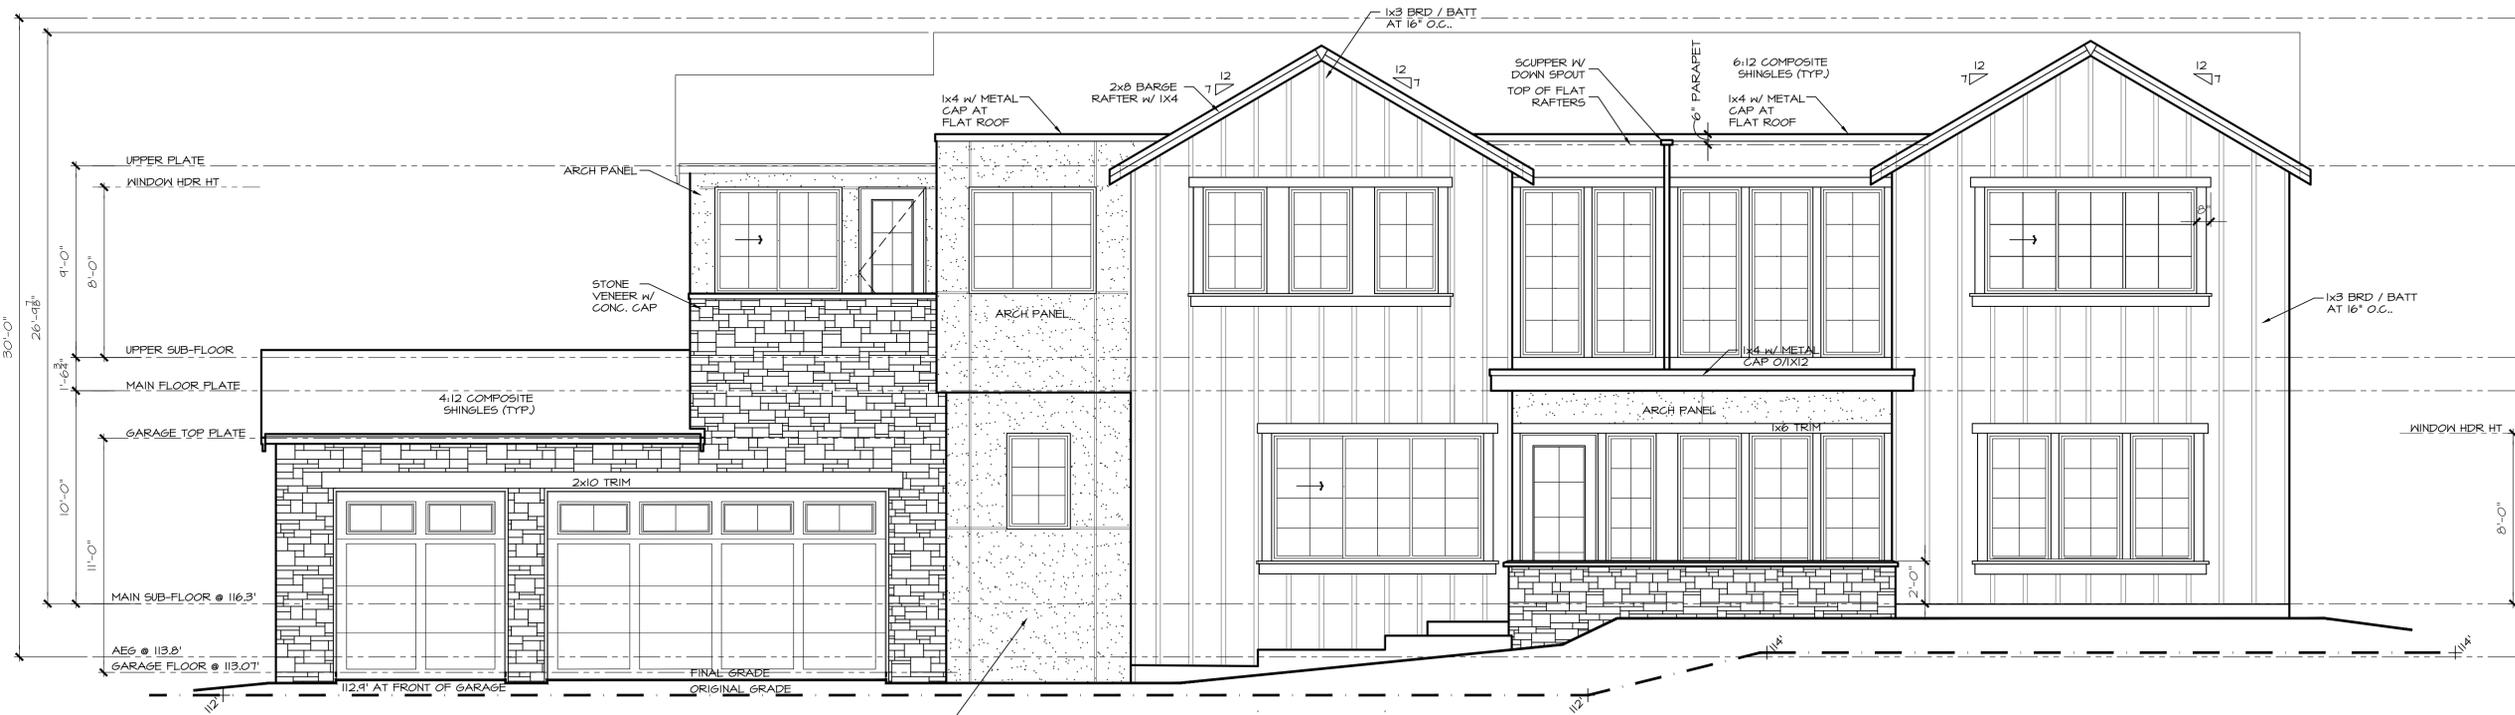 1x3 BRD / BATT
AT 16" O.C..
2x8 BARGE
RAFTER w/ 1X4
12
7
12
7
1x4 w/ METAL
CAP AT
FLAT ROOF
SCUPPER W/
DOWN SPOUT
TOP OF FLAT
RAFTERS
6" PARAPET
6:12 COMPOSITE
SHINGLES (TYP.)
1x4 w/ METAL
CAP AT
FLAT ROOF
12
7
12
7
UPPER PLATE
WINDOW HDR HT
ARCH PANEL
8"
9'-0"
8'-0"
STONE
VENEER w/
CONC. CAP
ARCH PANEL
1x3 BRD / BATT
AT 16" O.C..
30'-0"
UPPER SUB-FLOOR
1x4 w/ METAL
CAP O/1X12
MAIN FLOOR PLATE
4:12 COMPOSITE
SHINGLES (TYP.)
ARCH PANEL
1x6 TRIM
GARAGE TOP PLATE
WINDOW HDR HT
2x10 TRIM
10'-0"
11'-0"
8'-0"
2'-0"
MAIN SUB-FLOOR @ 116.3'
AEG @ 113.8'
GARAGE FLOOR @ 113.07'
FINAL GRADE
112.9' AT FRONT OF GARAGE
ORIGINAL GRADE
112'
112'
114'
114'